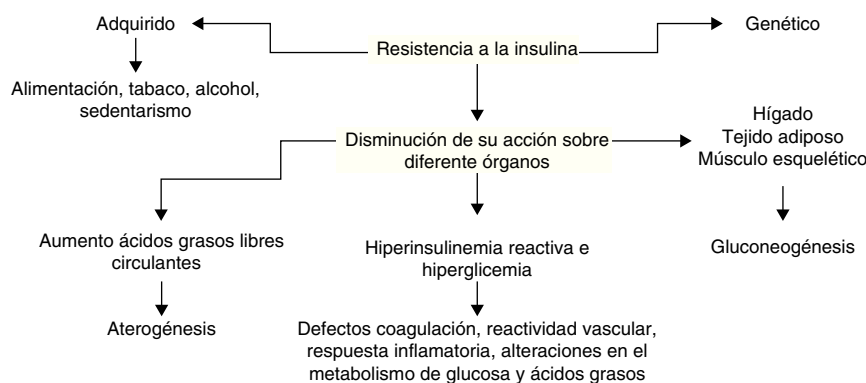 Adquirido
Resistencia a la insulina
Genético
Alimentación, tabaco, alcohol,
sedentarismo
Disminución de su acción sobre
diferente órganos
Hígado
Tejido adiposo
Músculo esquelético
Aumento ácidos grasos libres
circulantes
Hiperinsulinemia reactiva e
hiperglicemia
Gluconeogénesis
Aterogénesis
Defectos coagulación, reactividad vascular,
respuesta inflamatoria, alteraciones en el
metabolismo de glucosa y ácidos grasos